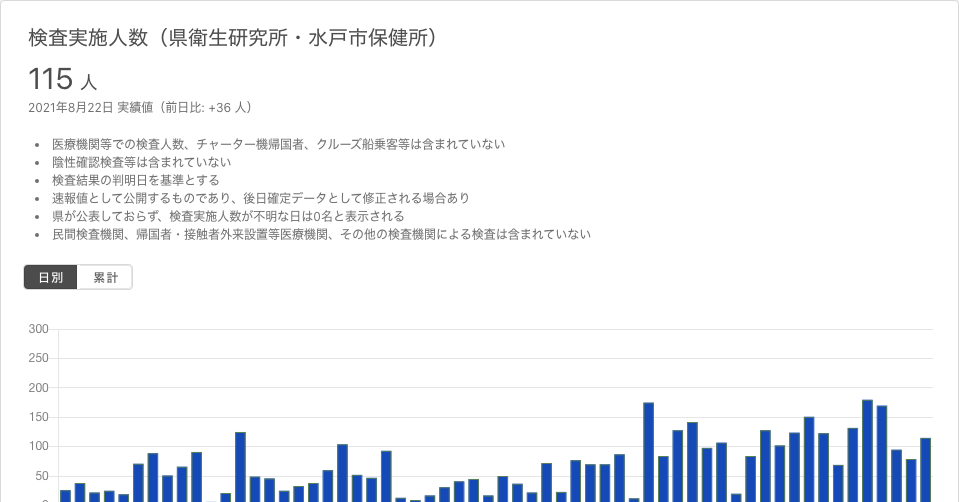 検査実施人数（県衛生研究所・水戸市保健所）
115 人
2021年8月22日 実績値（前日比: +36 人）
医療機関等での検査人数、チャーター機帰国者、クルーズ船乗客等は含まれていない
陰性確認検査等は含まれていない
検査結果の判明日を基準とする
速報値として公開するものであり、後日確定データとして修正される場合あり
県が公表しておらず、検査実施人数が不明な日は0名と表示される
民間検査機関、帰国者・接触者外来設置等医療機関、その他の検査機関による検査は含まれていない
日別 累計
300
250
200
150
100
50